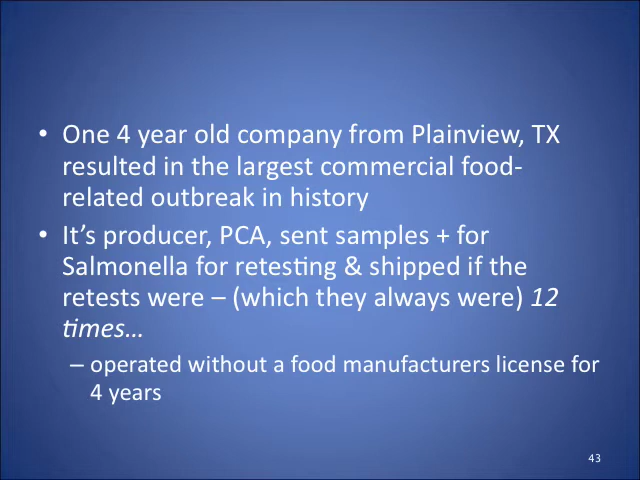 • One 4 year old company from Plainview, TX
resulted in the largest commercial food-
related outbreak in history
• It’s producer, PCA, sent samples + for
Salmonella for retesting & shipped if the
retests were – (which they always were) 12
times…
– operated without a food manufacturers license for
4 years
43